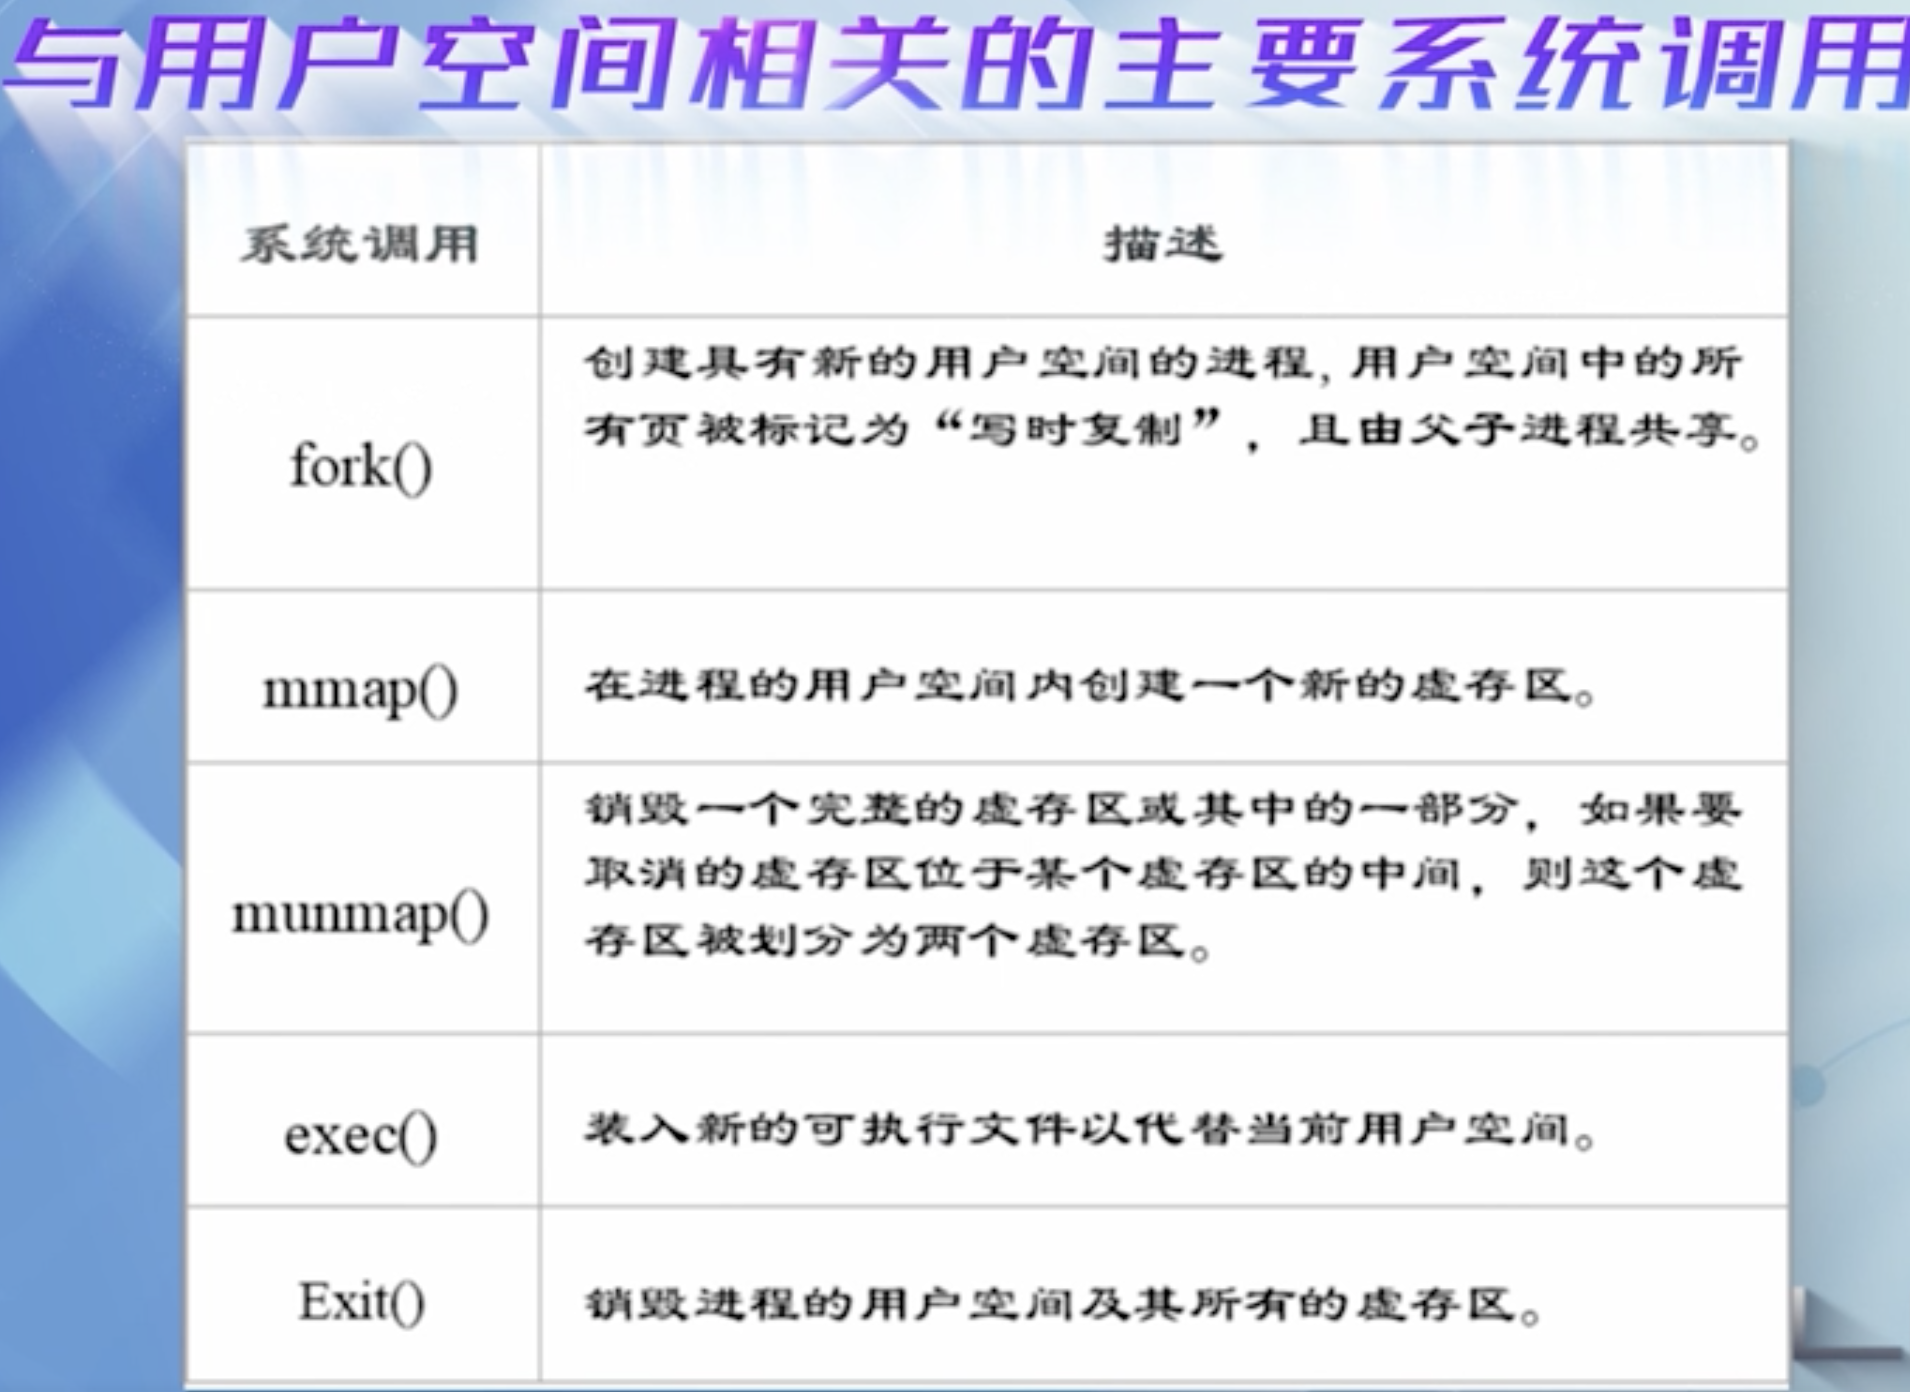 与用户空间相关的主要系统调用
系统调用
描述
fork()
创建具有新的用户空间的进程,用户空间中的所
有页被标记为“写时复制”，且由父子进程共享。
mmap()
在进程的用户空间内创建一个新的虚存区。
munmap()
销毁一个完整的虚存区或其中的一部分，如果要
取消的虚存区位于某个虚存区的中间，则这个虚
存区被划分为两个虚存区。
exec()
装入新的可执行文件以代替当前用户空间。
Exit()
销毁进程的用户空间及其所有的虚存区。